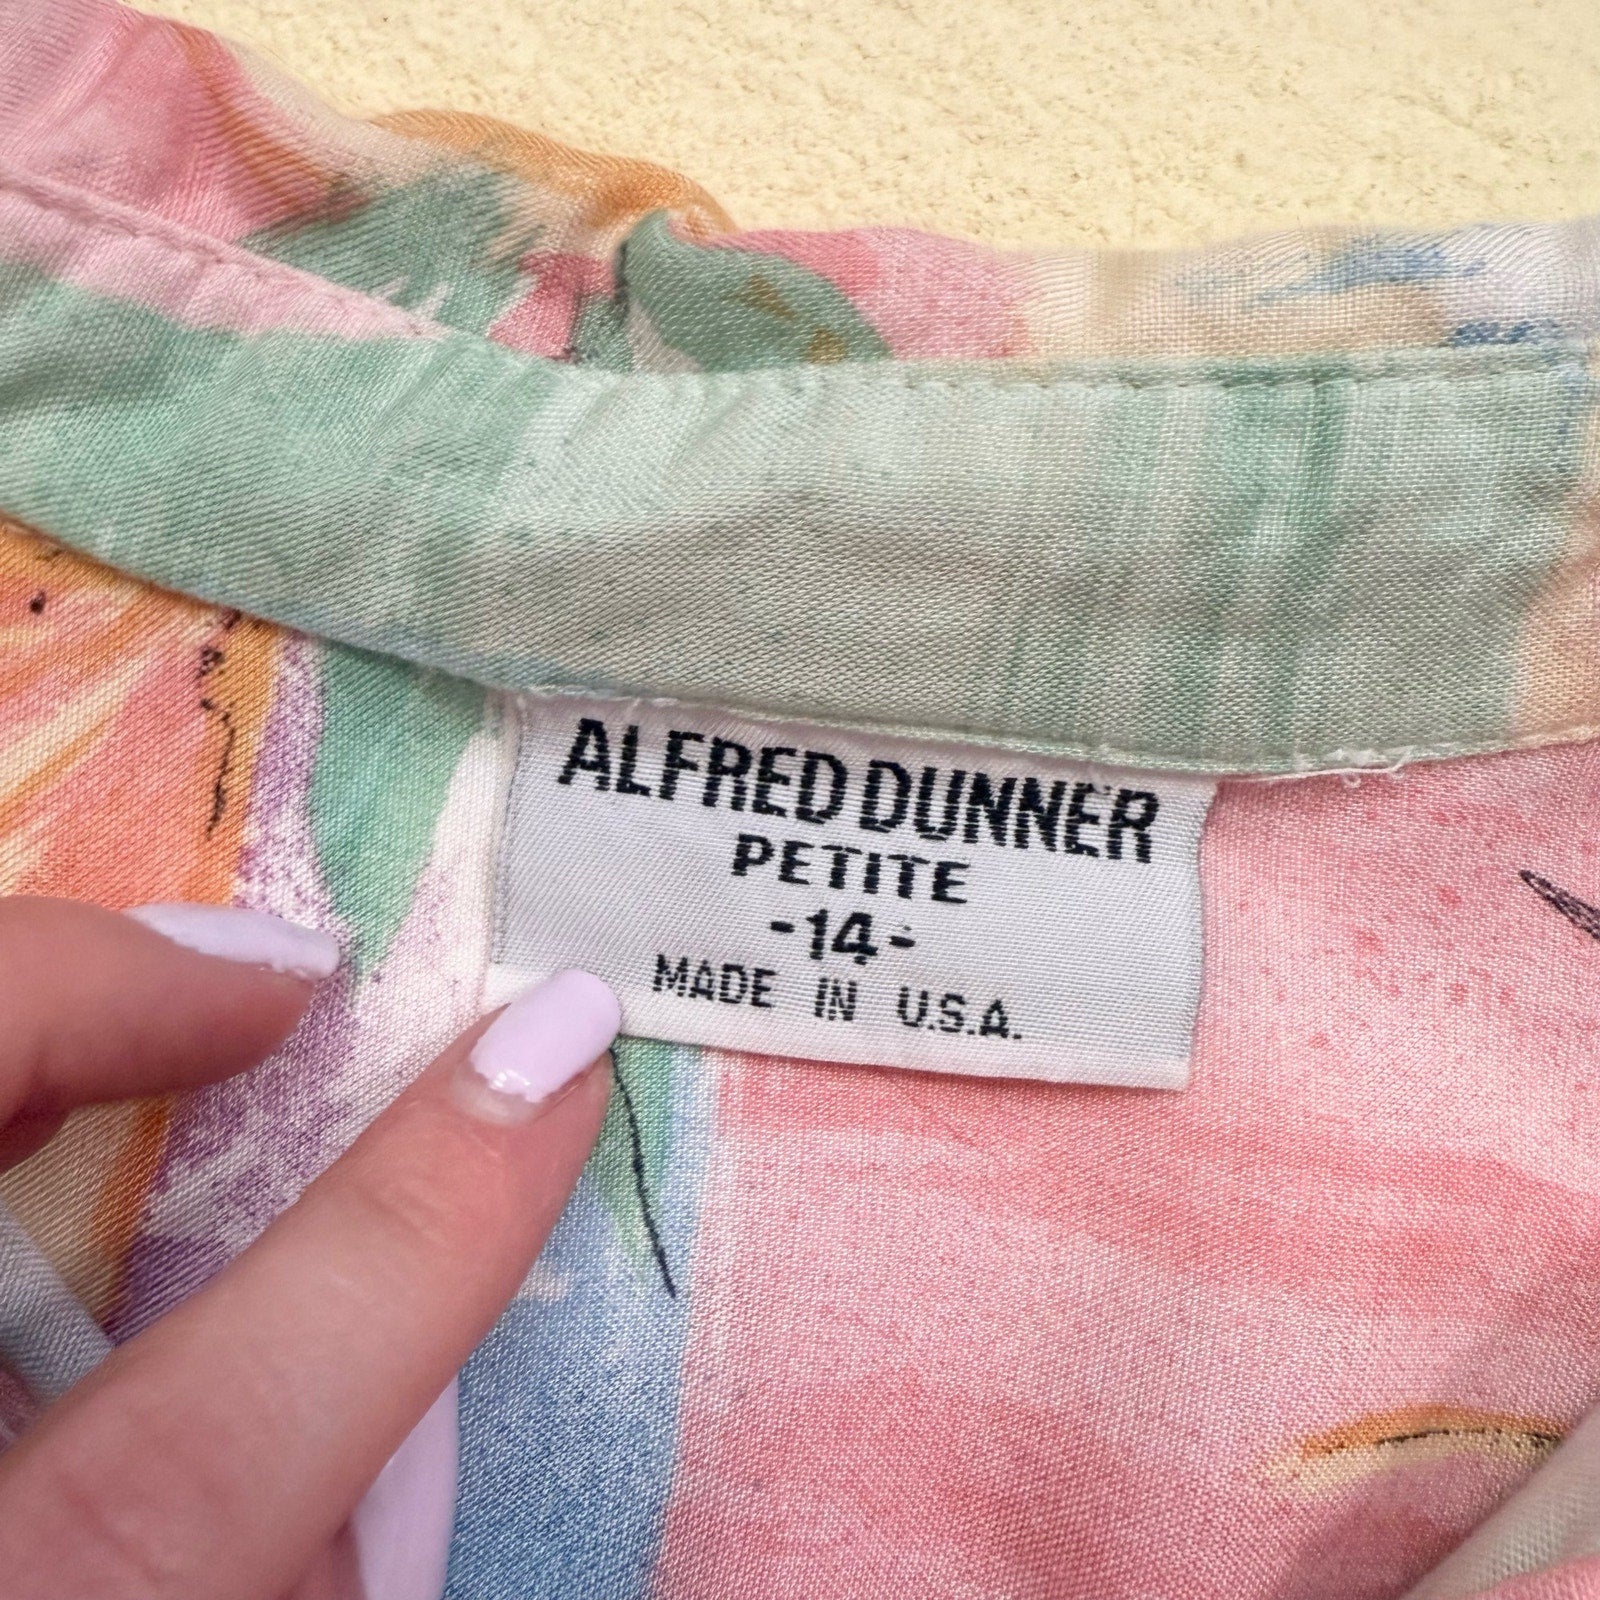 ALFRED DUNNER
PETITE
-14-
MADE IN U.S.A.